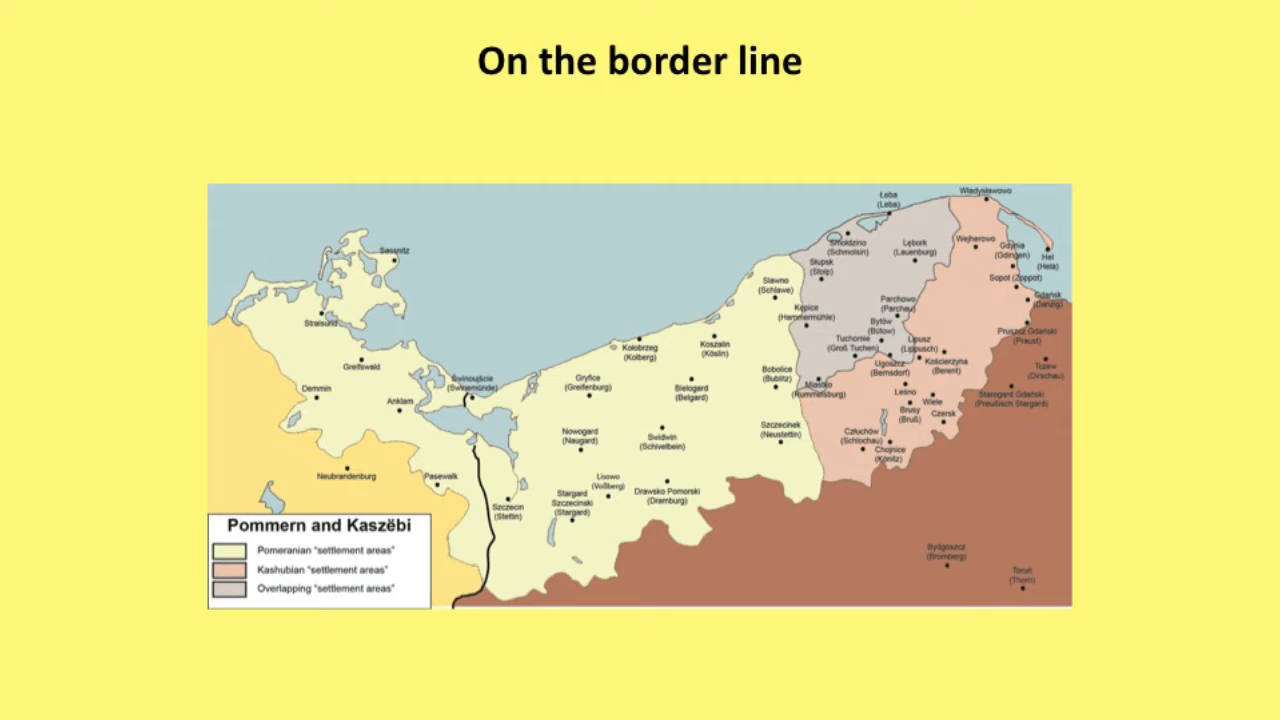 On the border line
Łeba
(Leba)
Władysławowo
Smołdzino
(Schmolsin)
Lębork
(Lauenburg)
Wejherowo
Gdynia
(Gdingen)
Hel
(Hela)
Sassnitz
Słupsk
(Stolp)
Sopot (Zoppot)
Sławno
(Schlawe)
Gdańsk
(Danzig)
Parchowo
(Parchau)
Kępice
(Hammermühle)
Stralsund
Bytów
(Bütow)
Pruszcz Gdański
(Praust)
Koszalin
(Köslin)
Kołobrzeg
(Kolberg)
Tuchomie
(Groß Tuchen)
Lipusz
(Lippusch)
Greifswald
Ugoszcz
(Bernsdorf)
Kościerzyna
(Berent)
Tczew
(Dirschau)
Bobolice
(Bublitz)
Świnoujście
(Swinemünde)
Gryfice
(Greifenburg)
Miastko
(Rummelsburg)
Demmin
Białogard
(Belgard)
Leśno
Starogard Gdański
(Preußisch Stargard)
Anklam
Wiele
Brusy
(Bruß)
Czersk
Szczecinek
(Neustettin)
Nowogard
(Naugard)
Świdwin
(Schivelbein)
Człuchów
(Schlochau)
Chojnice
(Konitz)
Neubrandenburg
Pasewalk
Lisowo
(Voßberg)
Drawsko Pomorski
(Dramburg)
Stargard
Szczeciński
(Stargard)
Szczecin
(Stettin)
Pommern and Kaszëbi
Pomeranian "settlement areas"
Kashubian "settlement areas"
Overlapping "settlement areas"
Bydgoszcz
(Bromberg)
Toruń
(Thorn)